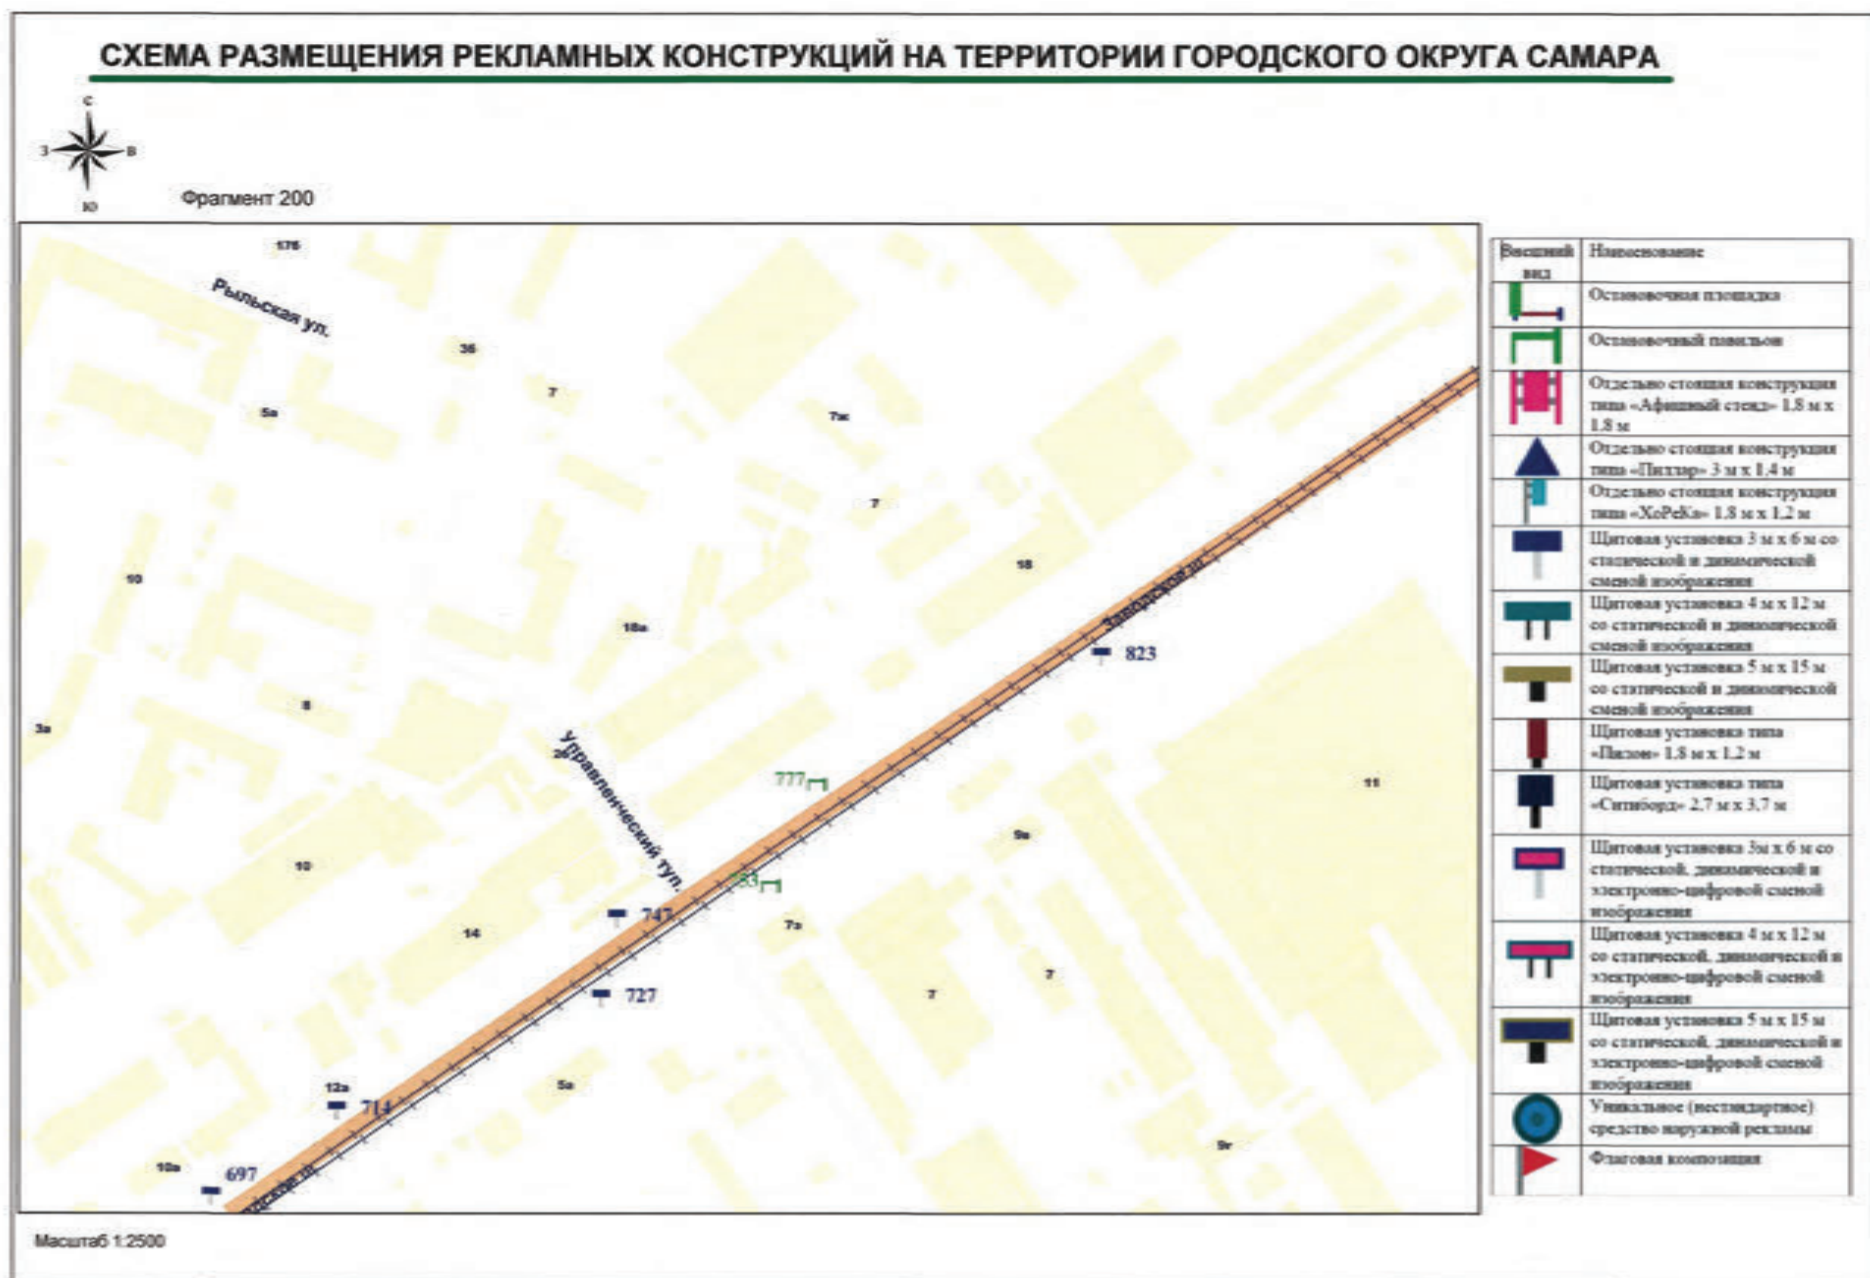 СХЕМА РАЗМЕЩЕНИЯ РЕКЛАМНЫХ КОНСТРУКЦИЙ НА ТЕРРИТОРИИ ГОРОДСКОГО ОКРУГА САМАРА
С
З
В
Ю
Фрагмент 200
17б
Рыльская ул.
36
7
5а
7ж
7
10
18
18а
Заводское ш.
823
8
3а
Управленческий туп.
777
11
9в
10
53
7а
747
14
7
7
727
12а
714
5а
9г
10а
697
дское ш.
Масштаб 1:2500
Внешний вид
Наименование
Остановочная площадка
Остановочный павильон
Отдельно стоящая конструкция
типа «Афишный стенд» 1.8 м х
1.8 м
Отдельно стоящая конструкция
типа «Пиллар» 3 м х 1,4 м
Отдельно стоящая конструкция
типа «ХоРеКа» 1,8 м х 1,2 м
Щитовая установка 3 м х 6 м со
статической и динамической
сменой изображения
Щитовая установка 4 м х 12 м
со статической и динамической
сменой изображения
Щитовая установка 5 м х 15 м
со статической и динамической
сменой изображения
Щитовая установка типа
«Пилон» 1,8 м х 1,2 м
Щитовая установка типа
«Ситиборд» 2,7 м х 3,7 м
Щитовая установка 3м х 6 м со
статической, динамической и
электронно-цифровой сменой
изображения
Щитовая установка 4 м х 12 м
со статической, динамической и
электронно-цифровой сменой
изображения
Щитовая установка 5 м х 15 м
со статической, динамической и
электронно-цифровой сменой
изображения
Уникальное (нестандартное)
средство наружной рекламы
Флаговая композиция